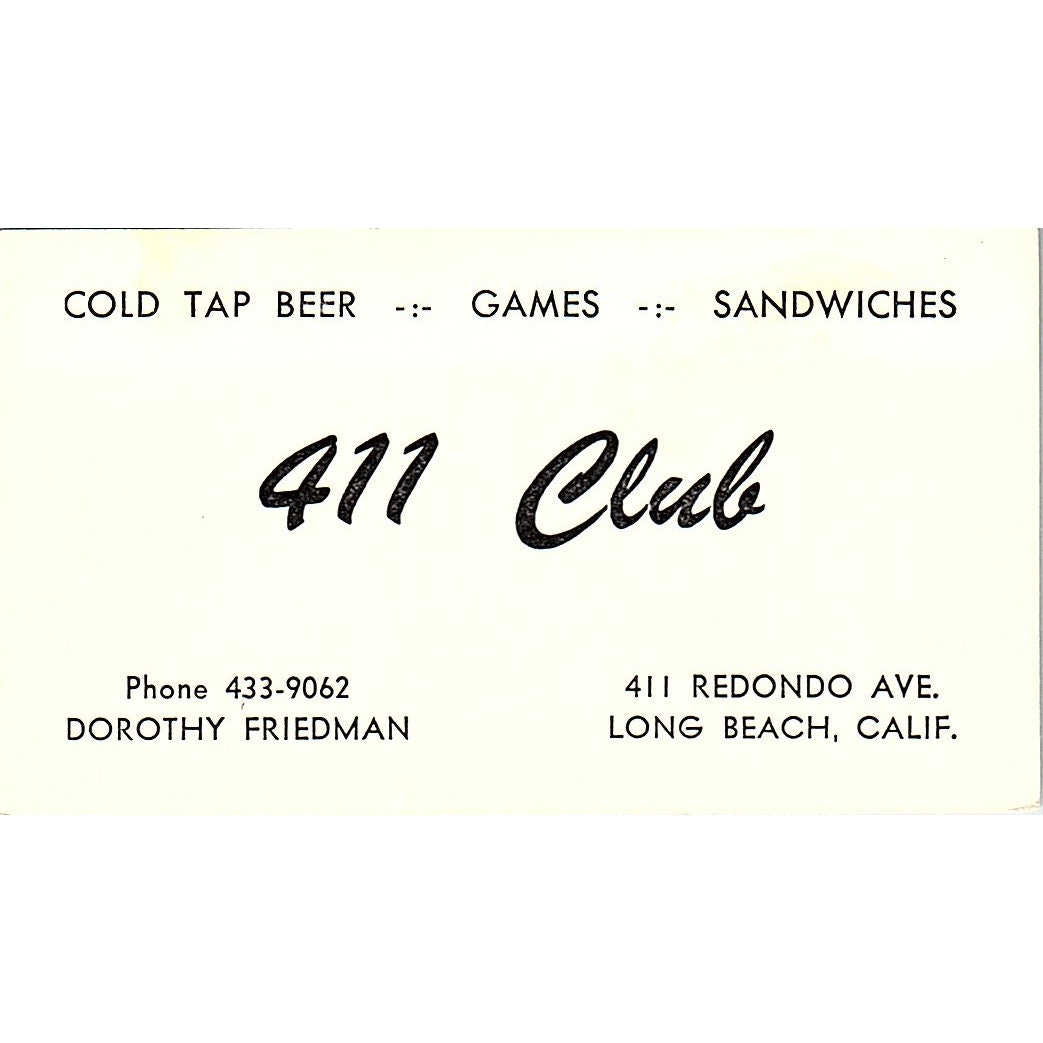 COLD TAP BEER -:- GAMES -:- SANDWICHES
411 Club
Phone 433-9062
DOROTHY FRIEDMAN
411 REDONDO AVE.
LONG BEACH, CALIF.